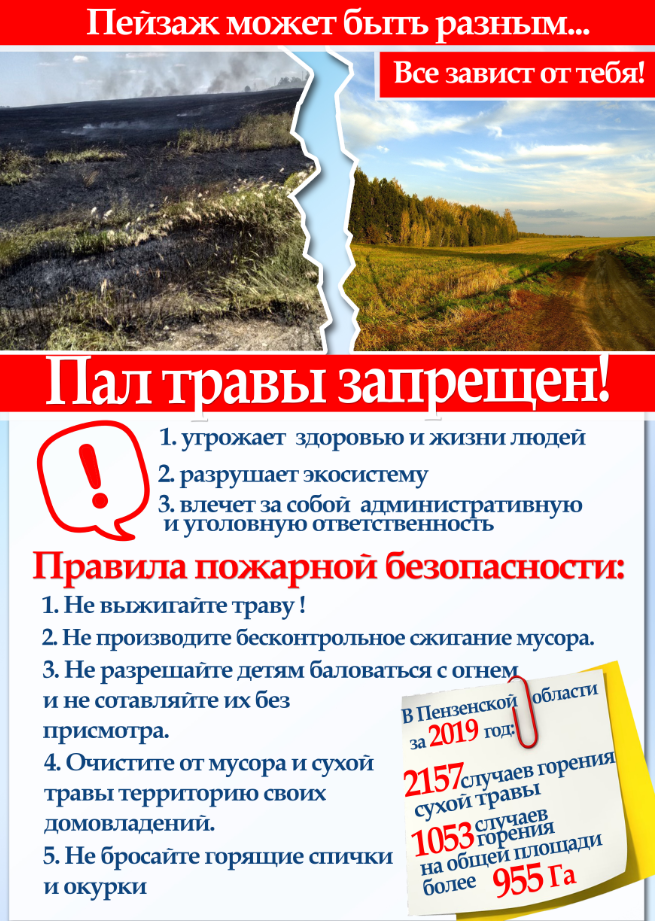 Пейзаж может быть разным...
Все завист от тебя!
Пал травы запрещен!
1. угрожает здоровью и жизни людей
2. разрушает экосистему
3. влечет за собой административную
и уголовную ответственность
Правила пожарной безопасности:
1. Не выжигайте траву !
2. Не производите бесконтрольное сжигание мусора.
3. Не разрешайте детям баловаться с огнем
и не сотавляйте их без
присмотра.
4. Очистите от мусора и сухой
травы территорию своих
домовладений.
5. Не бросайте горящие спички
и окурки
В Пензенской области
за 2019 год:
2157 случаев горения
сухой травы
1053 случаев
горения
на общей площади
более 955 Га